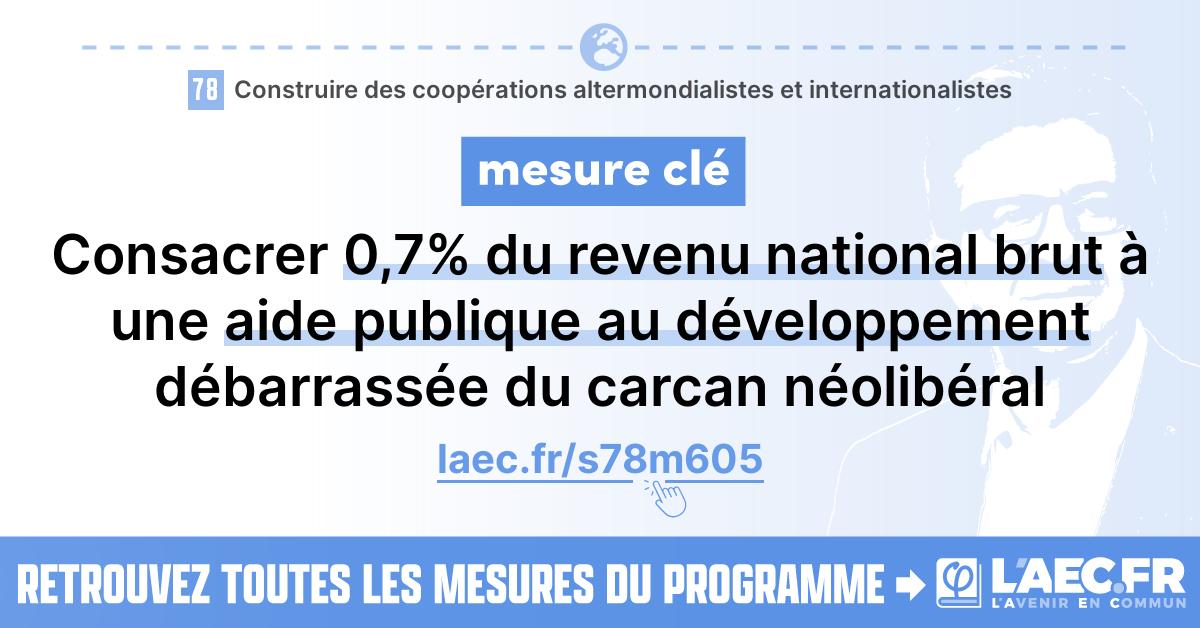 78 Construire des coopérations altermondialistes et internationalistes
mesure clé
Consacrer 0,7% du revenu national brut à
une aide publique au développement
débarrassée du carcan néolibéral
laec.fr/s78m605
RETROUVEZ TOUTES LES MESURES DU PROGRAMME
L'AEC.FR
L'AVENIR EN COMMUN